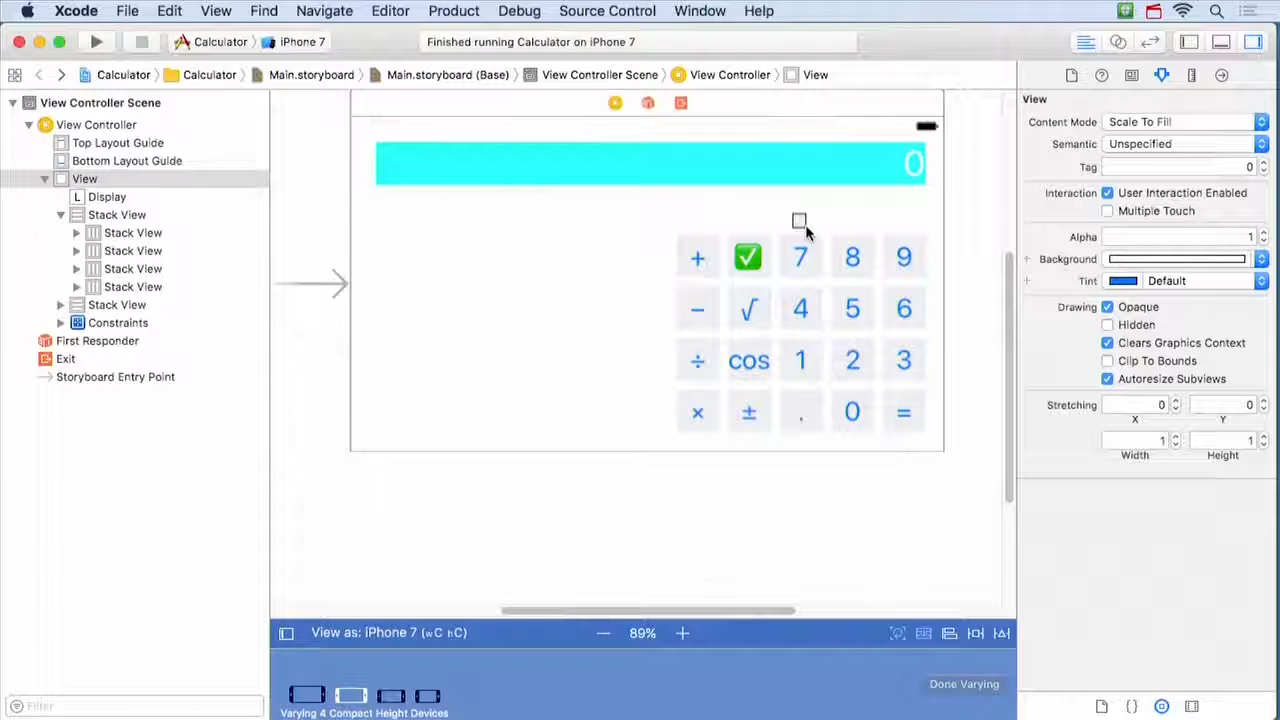 Xcode File Edit View Find Navigate Editor Product Debug Source Control Window Help
Calculator iPhone 7 Finished running Calculator on iPhone 7
Calculator Calculator Main.storyboard Main.storyboard (Base) View Controller Scene View Controller View
View Controller Scene
View Controller
Top Layout Guide
Bottom Layout Guide
View
L Display
Stack View
Stack View
Stack View
Stack View
Stack View
Stack View
Constraints
First Responder
Exit
Storyboard Entry Point
Filter
0
+ ✅ 7 8 9
− √ 4 5 6
÷ cos 1 2 3
× ± . 0 =
View as: iPhone 7 (wC hC) — 89% +
Varying 4 Compact Height Devices
Done Varying
View
Content Mode Scale To Fill
Semantic Unspecified
Tag 0
Interaction User Interaction Enabled
Multiple Touch
Alpha 1
+ Background
+ Tint Default
Drawing Opaque
Hidden
Clears Graphics Context
Clip To Bounds
Autoresize Subviews
Stretching 0 0
X Y
1 1
Width Height
{ }